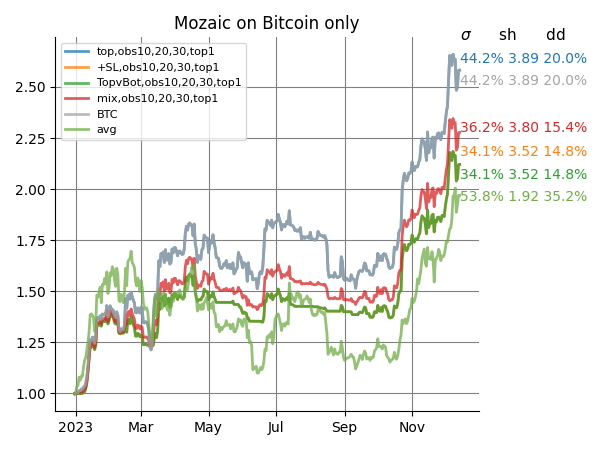 Mozaic on Bitcoin only
σ sh dd
top,obs10,20,30,top1
+SL,obs10,20,30,top1
TopvBot,obs10,20,30,top1
mix,obs10,20,30,top1
BTC
avg
44.2% 3.89 20.0%
44.2% 3.89 20.0%
36.2% 3.80 15.4%
34.1% 3.52 14.8%
34.1% 3.52 14.8%
53.8% 1.92 35.2%
2.50
2.25
2.00
1.75
1.50
1.25
1.00
2023 Mar May Jul Sep Nov